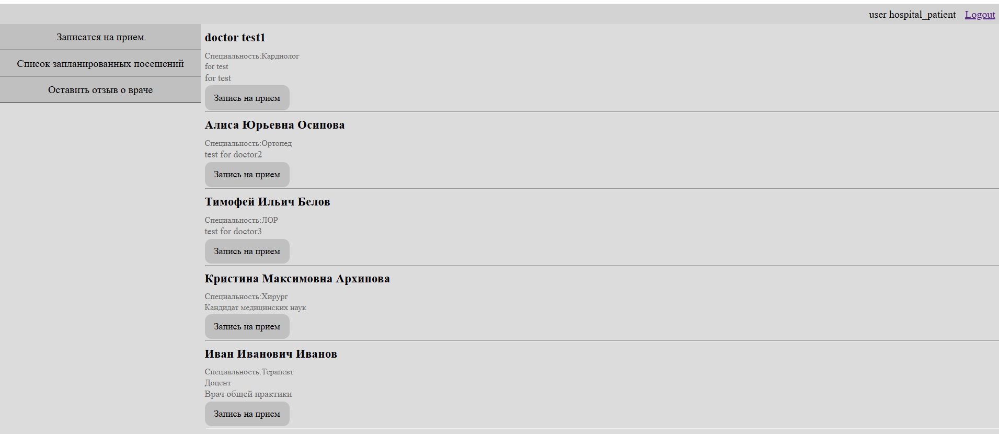 user hospital_patient Logout
Записатся на прием
Список запланированных посешений
Оставить отзыв о враче
doctor test1
Специальность:Кардиолог
for test
for test
Запись на прием
Алиса Юрьевна Осипова
Специальность:Ортопед
test for doctor2
Запись на прием
Тимофей Ильич Белов
Специальность:ЛОР
test for doctor3
Запись на прием
Кристина Максимовна Архипова
Специальность:Хирург
Кандидат медицинских наук
Запись на прием
Иван Иванович Иванов
Специальность:Терапевт
Доцент
Врач общей практики
Запись на прием